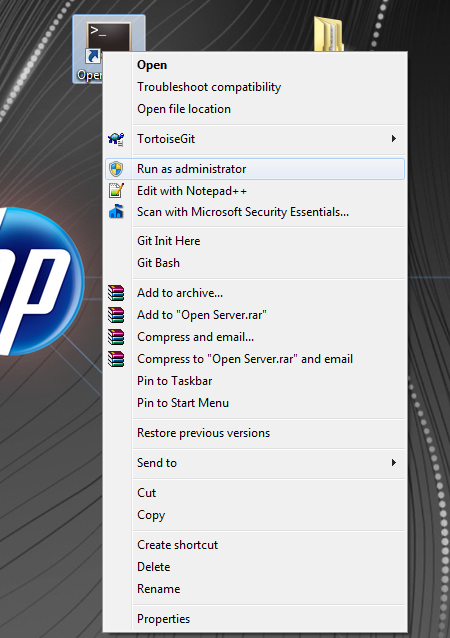 >_
Open
Open
Troubleshoot compatibility
Open file location
TortoiseGit
Run as administrator
Edit with Notepad++
Scan with Microsoft Security Essentials...
Git Init Here
Git Bash
Add to archive...
Add to "Open Server.rar"
Compress and email...
Compress to "Open Server.rar" and email
Pin to Taskbar
Pin to Start Menu
Restore previous versions
Send to
Cut
Copy
Create shortcut
Delete
Rename
Properties